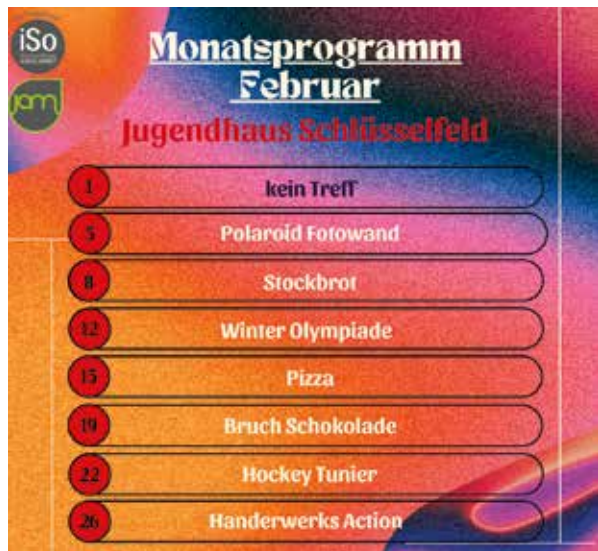 iSo
Monatsprogramm
Februar
jam
Jugendhaus Schlüsselfeld
1 kein Treff
5 Polaroid Fotowand
8 Stockbrot
12 Winter Olympiade
15 Pizza
19 Bruch Schokolade
22 Hockey Tunier
26 Handerwerks Action